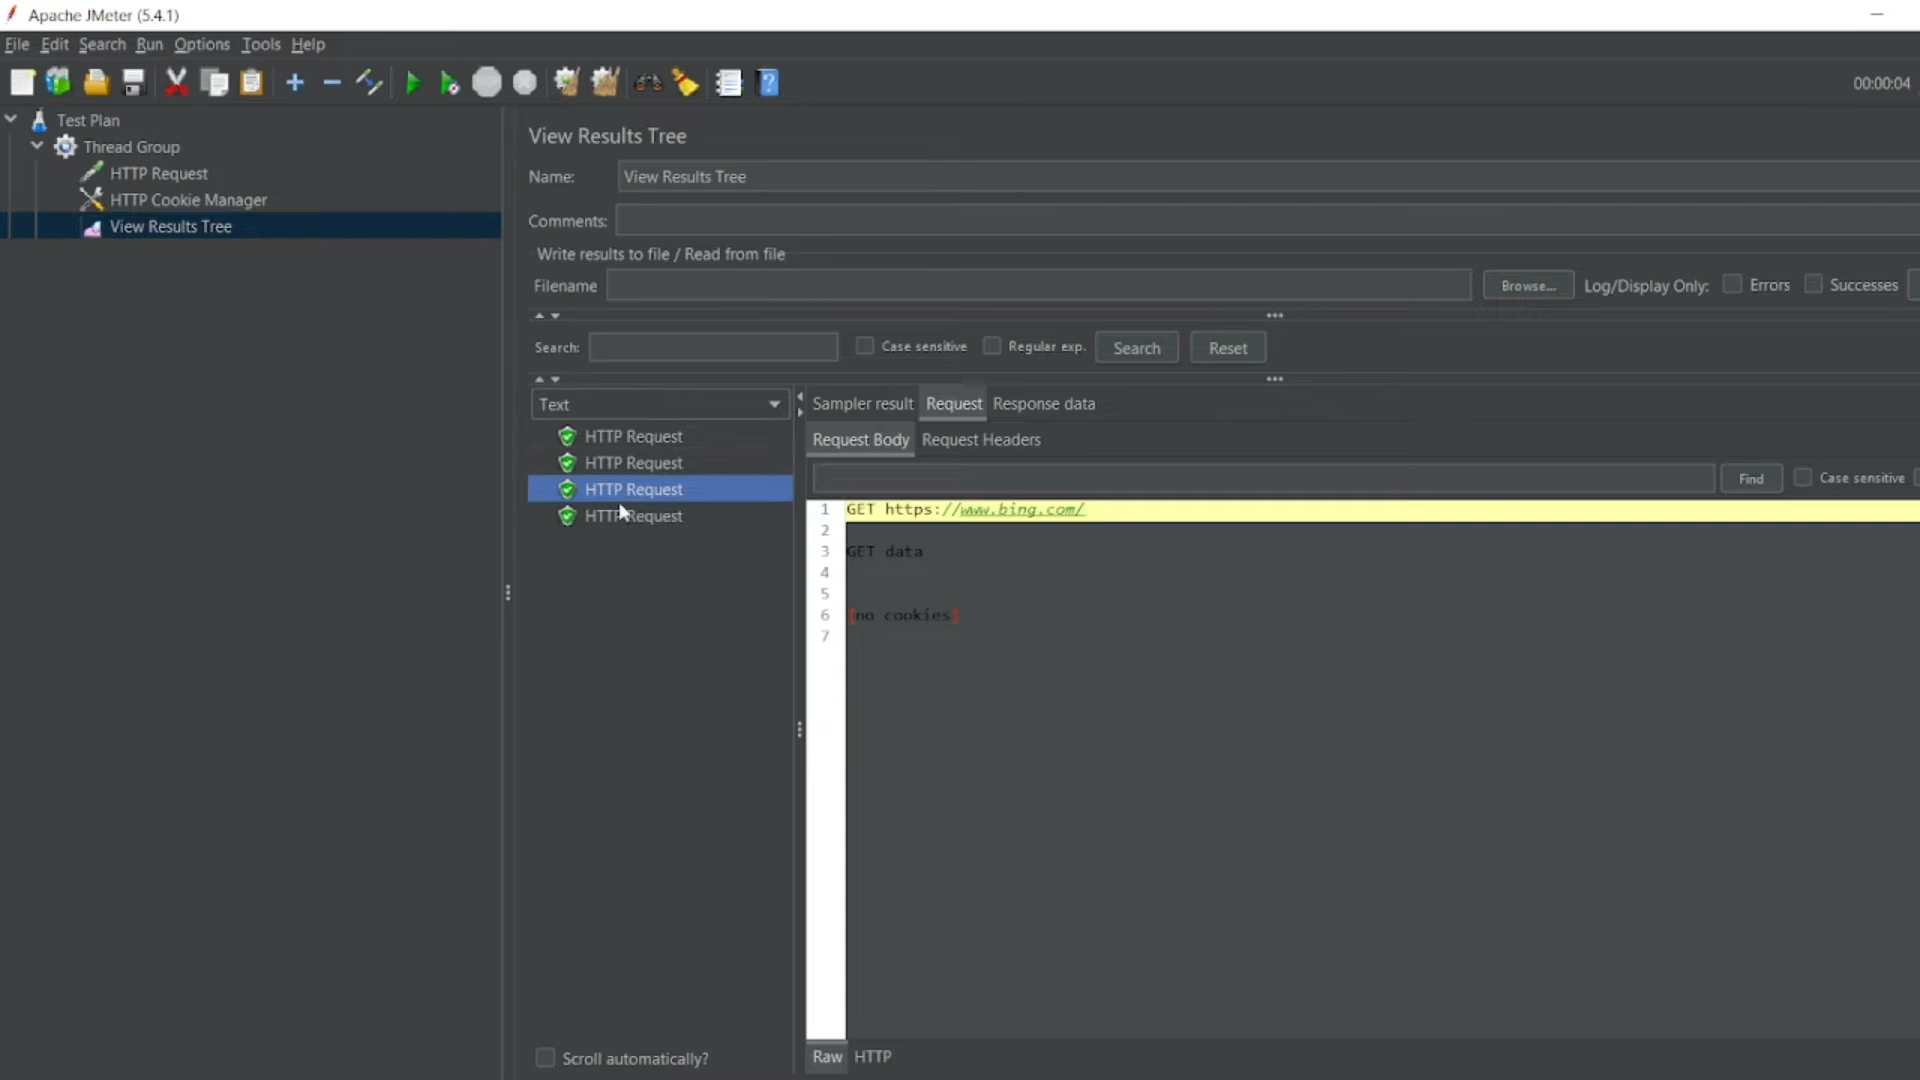 Apache JMeter (5.4.1)
File Edit Search Run Options Tools Help
00:00:04
Test Plan
Thread Group
HTTP Request
HTTP Cookie Manager
View Results Tree
View Results Tree
Name: View Results Tree
Comments:
Write results to file / Read from file
Filename Browse... Log/Display Only: Errors Successes
Search: Case sensitive Regular exp. Search Reset
Text
HTTP Request
HTTP Request
HTTP Request
HTTP Request
Scroll automatically?
Sampler result Request Response data
Request Body Request Headers
Find Case sensitive
1 GET https://www.bing.com/
2
3 GET data
4
5
6 [no cookies]
7
Raw HTTP